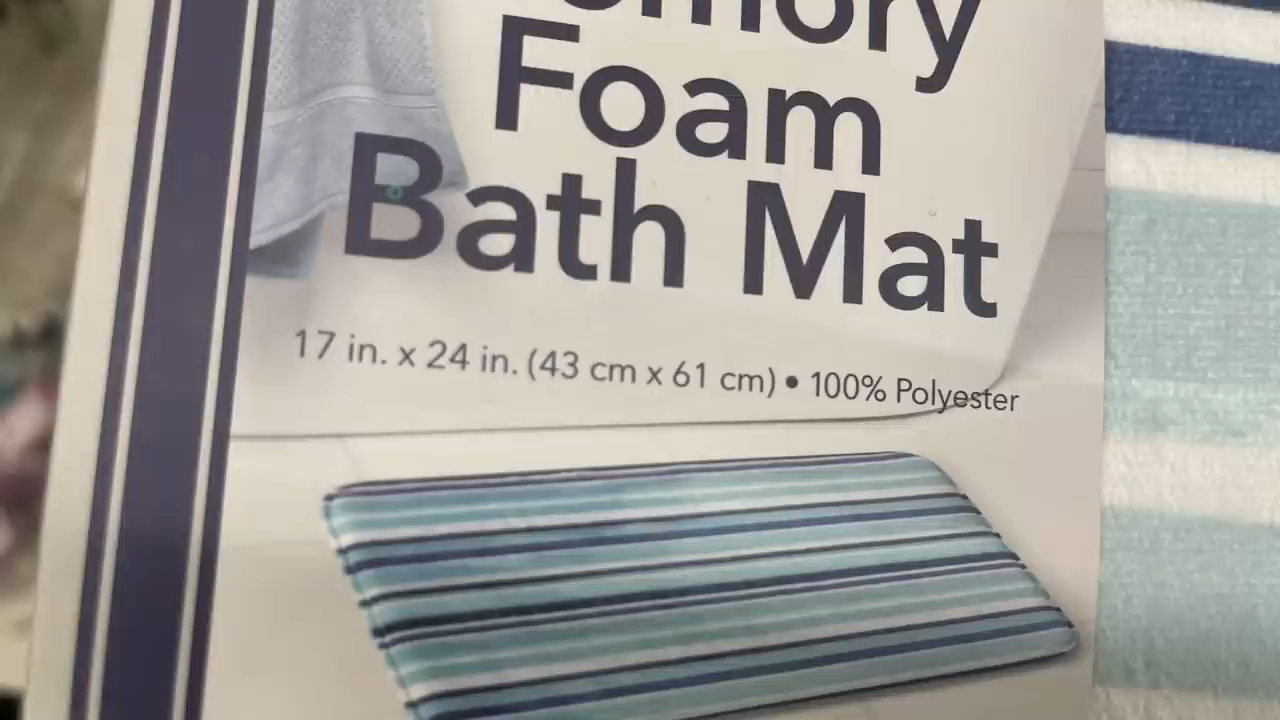 Foam
Bath Mat
17 in. x 24 in. (43 cm x 61 cm) • 100% Polyester